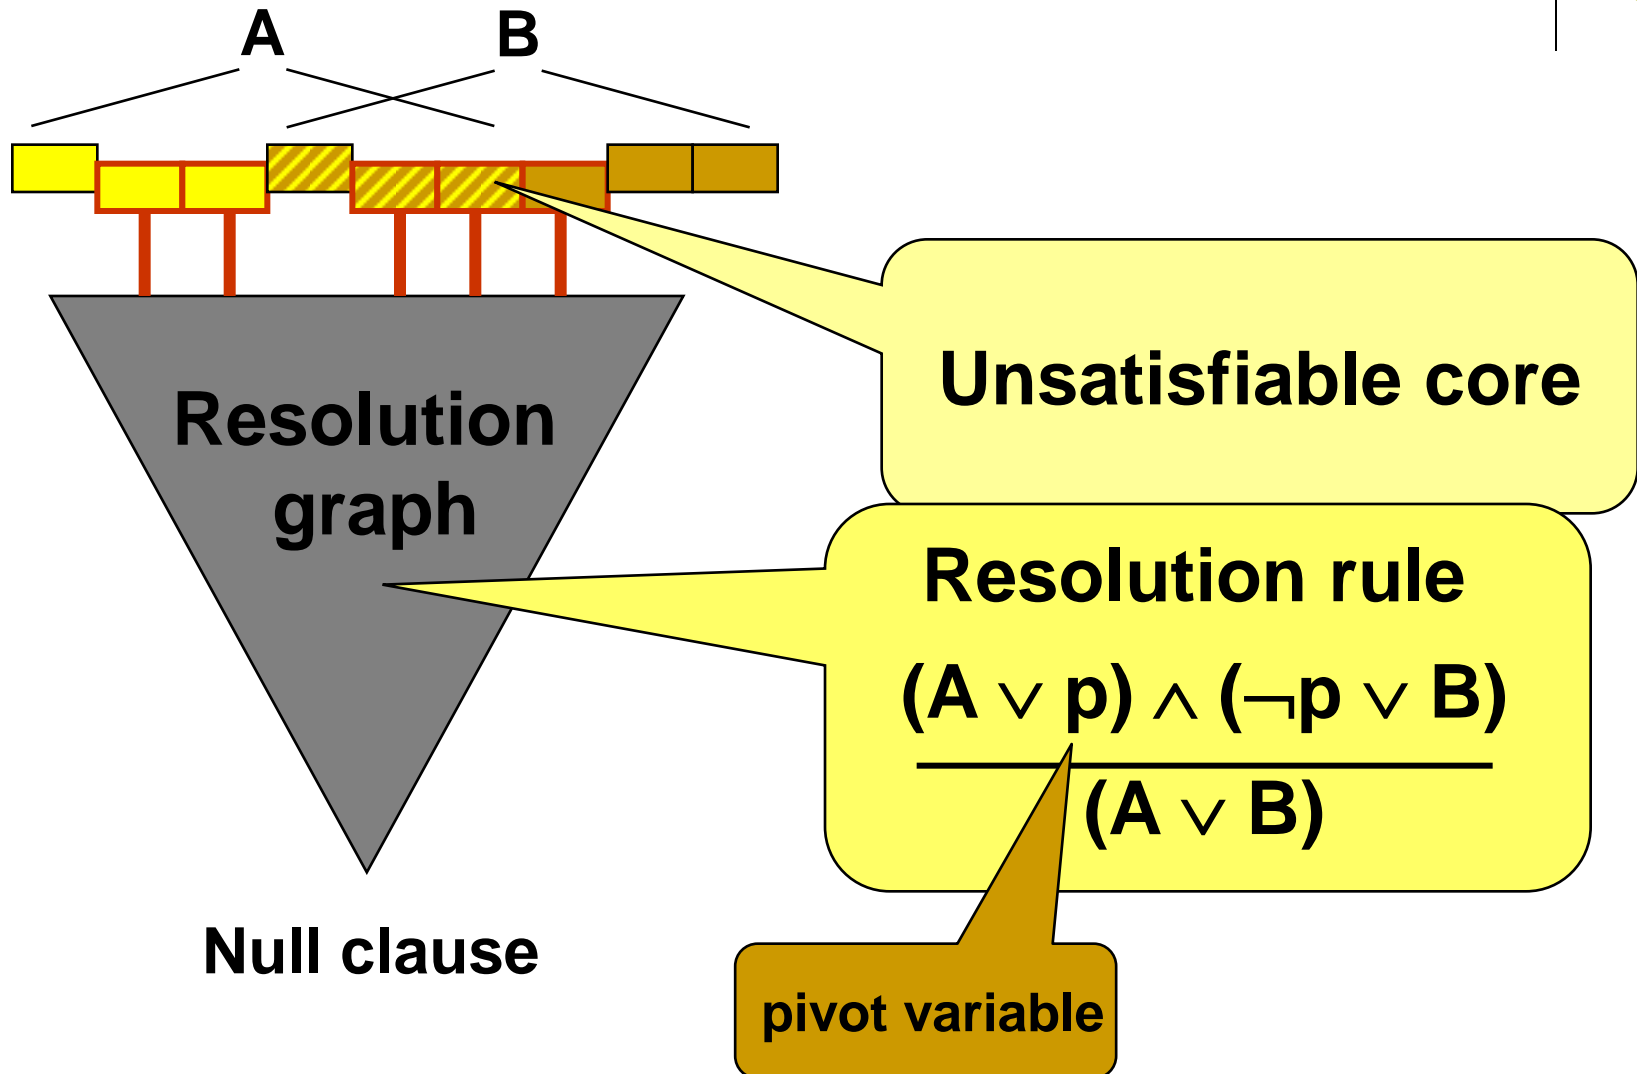 A B
Resolution
graph
Null clause
Unsatisfiable core
Resolution rule
(A ∨ p) ∧ (¬p ∨ B)
(A ∨ B)
pivot variable